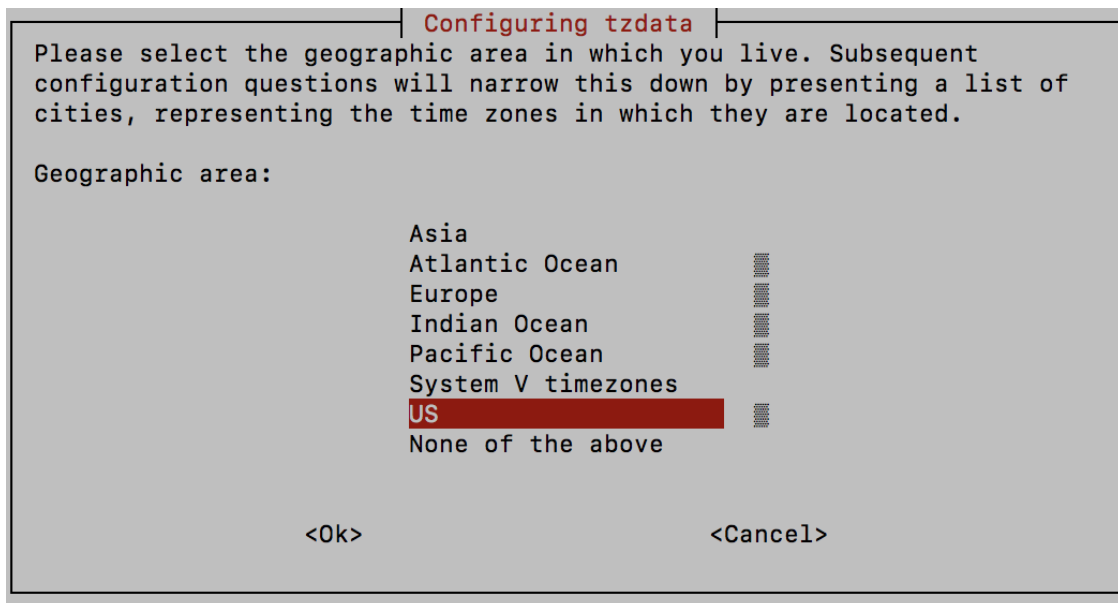 Configuring tzdata
Please select the geographic area in which you live. Subsequent
configuration questions will narrow this down by presenting a list of
cities, representing the time zones in which they are located.
Geographic area:
Asia
Atlantic Ocean
Europe
Indian Ocean
Pacific Ocean
System V timezones
US
None of the above
<Ok> <Cancel>